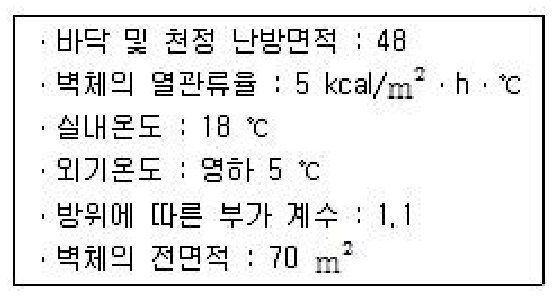 · 바닥 및 천정 난방면적 : 48
· 벽체의 열관류율 : 5 kcal/m² · h · ℃
· 실내온도 : 18 ℃
· 외기온도 : 영하 5 ℃
· 방위에 따른 부가 계수 : 1.1
· 벽체의 전면적 : 70 m²